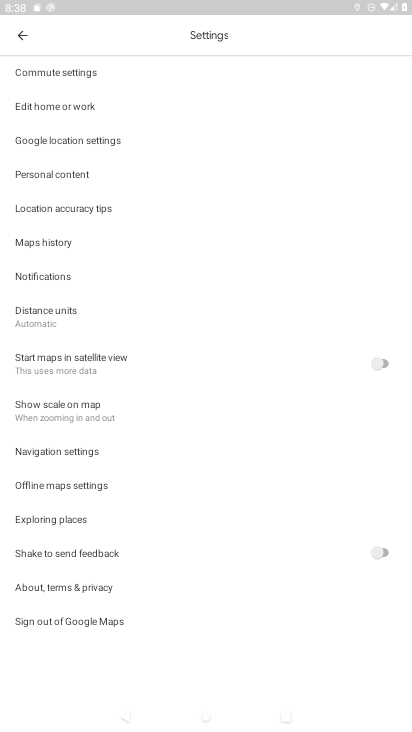 8:38
Settings
Commute settings
Edit home or work
Google location settings
Personal content
Location accuracy tips
Maps history
Notifications
Distance units
Automatic
Start maps in satellite view
This uses more data
Show scale on map
When zooming in and out
Navigation settings
Offline maps settings
Exploring places
Shake to send feedback
About, terms & privacy
Sign out of Google Maps